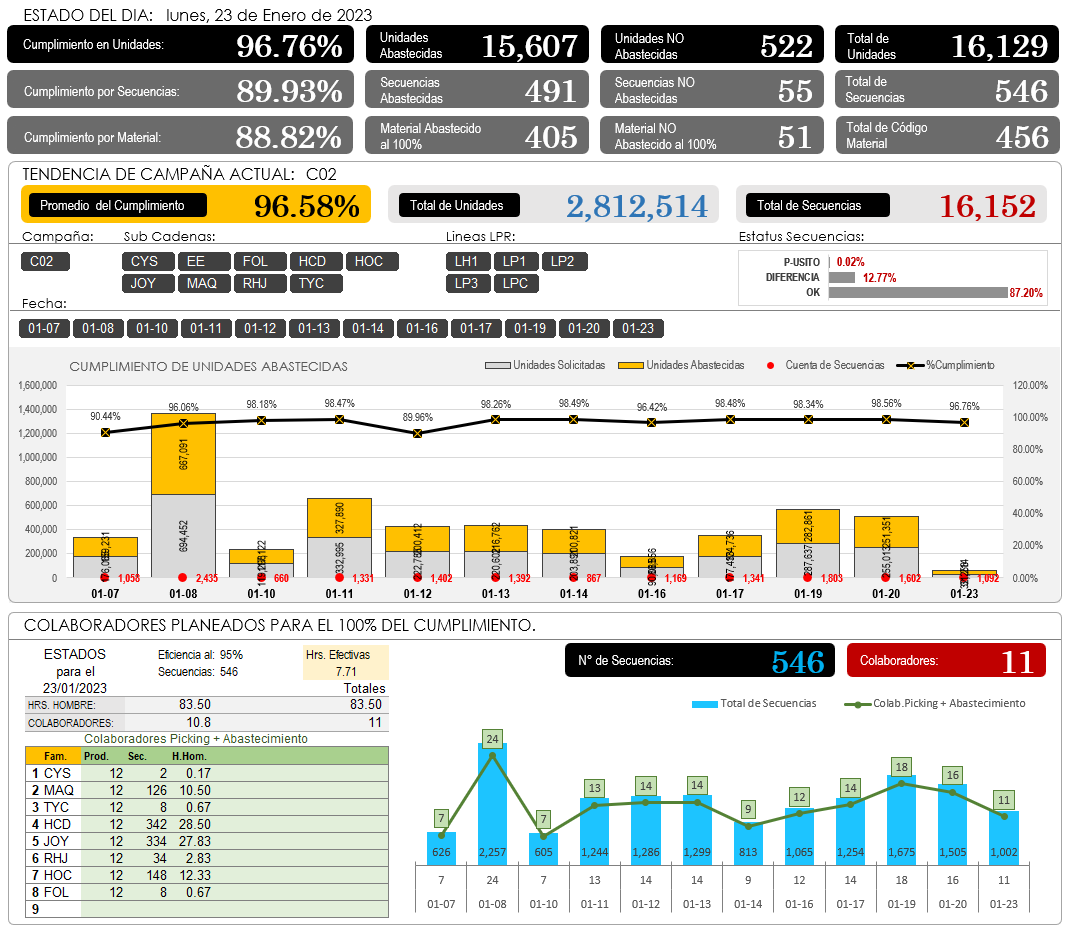 ESTADO DEL DIA: lunes, 23 de Enero de 2023
Cumplimiento en Unidades: 96.76%
Unidades Abastecidas 15,607
Unidades NO Abastecidas 522
Total de Unidades 16,129
Cumplimiento por Secuencias: 89.93%
Secuencias Abastecidas 491
Secuencias NO Abastecidas 55
Total de Secuencias 546
Cumplimiento por Material: 88.82%
Material Abastecido al 100% 405
Material NO Abastecido al 100% 51
Total de Código Material 456
TENDENCIA DE CAMPAÑA ACTUAL: C02
Promedio del Cumplimiento 96.58%
Total de Unidades 2,812,514
Total de Secuencias 16,152
Campaña: Sub Cadenas: Lineas LPR: Estatus Secuencias:
C02 CYS EE FOL HCD HOC LH1 LP1 LP2
JOY MAQ RHJ TYC LP3 LPC
P-USITO 0.02%
DIFERENCIA 12.77%
OK 87.20%
Fecha:
01-07 01-08 01-10 01-11 01-12 01-13 01-14 01-16 01-17 01-19 01-20 01-23
CUMPLIMIENTO DE UNIDADES ABASTECIDAS
Unidades Solicitadas Unidades Abastecidas Cuenta de Secuencias %Cumplimiento
1,600,000 120.00%
1,400,000 100.00%
1,200,000 80.00%
1,000,000 60.00%
800,000 40.00%
600,000 20.00%
400,000 0.00%
200,000
0
90.44% 96.06% 98.18% 98.47% 89.96% 98.26% 98.49% 96.42% 98.48% 98.34% 98.56% 96.76%
667,091 327,890 282,861 251,351
694,452 332,995 287,637
1,058 2,435 660 1,331 1,402 1,392 867 1,169 1,341 1,803 1,602 1,092
01-07 01-08 01-10 01-11 01-12 01-13 01-14 01-16 01-17 01-19 01-20 01-23
COLABORADORES PLANEADOS PARA EL 100% DEL CUMPLIMIENTO.
ESTADOS para el 23/01/2023
Eficiencia al: 95%
Secuencias: 546
Hrs. Efectivas
7.71
Totales
HRS. HOMBRE: 83.50 83.50
COLABORADORES: 10.8 11
Colaboradores Picking + Abastecimiento
Fam. Prod. Sec. H.Hom.
1 CYS 12 2 0.17
2 MAQ 12 126 10.50
3 TYC 12 8 0.67
4 HCD 12 342 28.50
5 JOY 12 334 27.83
6 RHJ 12 34 2.83
7 HOC 12 148 12.33
8 FOL 12 8 0.67
9
N° de Secuencias: 546
Colaboradores: 11
Total de Secuencias Colab.Picking + Abastecimiento
7 24 7 13 14 14 9 12 14 18 16 11
626 2,257 605 1,244 1,286 1,299 813 1,065 1,254 1,675 1,505 1,002
7 24 7 13 14 14 9 12 14 18 16 11
01-07 01-08 01-10 01-11 01-12 01-13 01-14 01-16 01-17 01-19 01-20 01-23